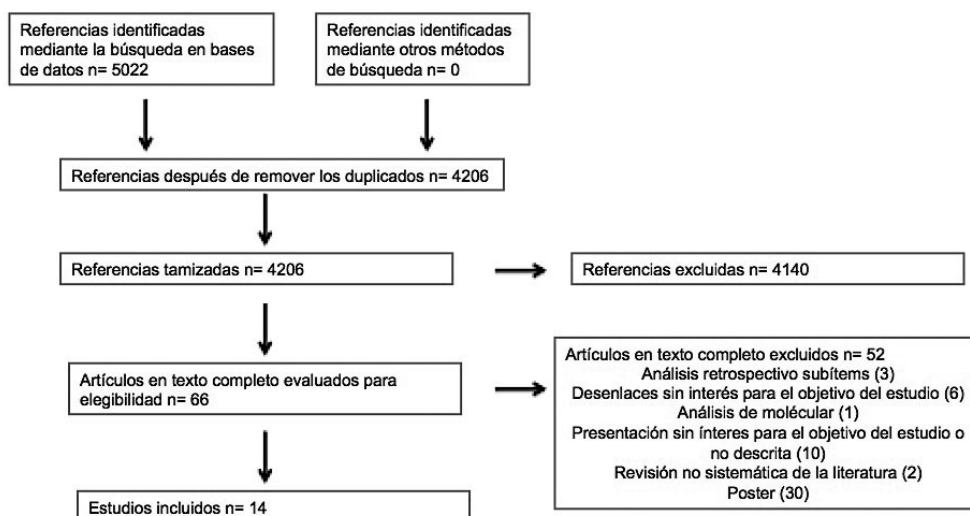 Referencias identificadas
mediante la búsqueda en bases
de datos n= 5022
Referencias identificadas
mediante otros métodos
de búsqueda n= 0
Referencias después de remover los duplicados n= 4206
Referencias tamizadas n= 4206
Referencias excluidas n= 4140
Artículos en texto completo evaluados para
elegibilidad n= 66
Artículos en texto completo excluidos n= 52
Análisis retrospectivo subítems (3)
Desenlaces sin interés para el objetivo del estudio (6)
Análisis de molécular (1)
Presentación sin ínteres para el objetivo del estudio o
no descrita (10)
Revisión no sistemática de la literatura (2)
Poster (30)
Estudios incluidos n= 14